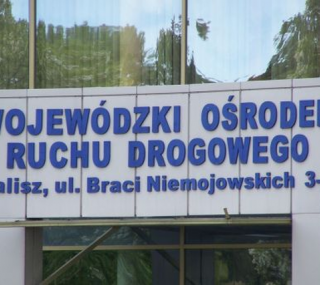 WOJEWÓDZKI OŚRODE
RUCHU DROGOWEGO
alisz, ul. Braci Niemojowskich 3-